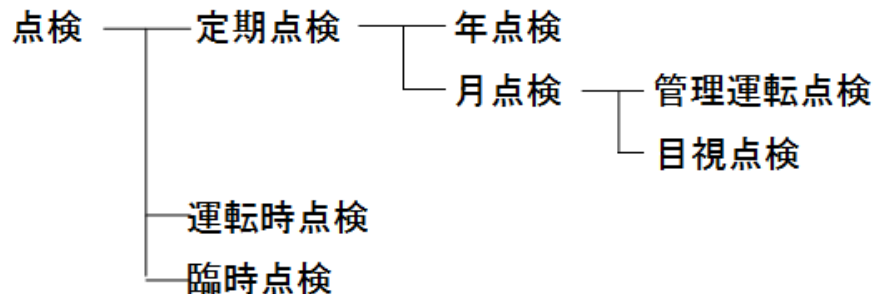 点検 定期点検 年点検
月点検 管理運転点検
目視点検
運転時点検
臨時点検